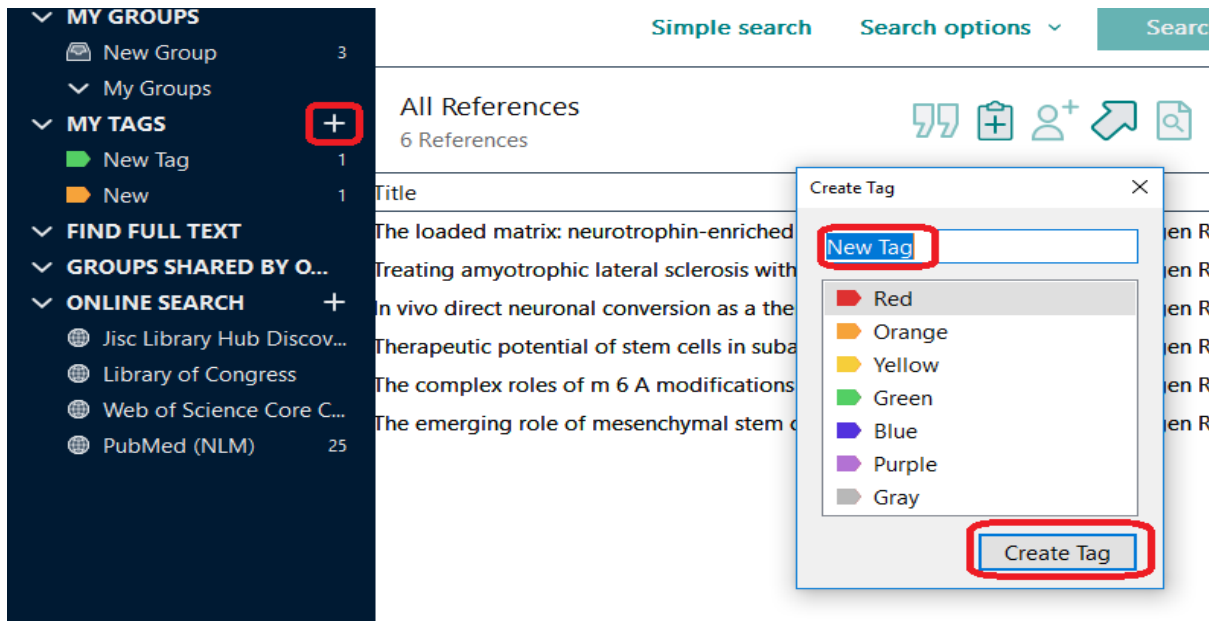 MY GROUPS
New Group 3
My Groups
MY TAGS +
New Tag 1
New 1
FIND FULL TEXT
GROUPS SHARED BY O...
ONLINE SEARCH +
Jisc Library Hub Discov...
Library of Congress
Web of Science Core C...
PubMed (NLM) 25
Simple search Search options Searc
All References
6 References
Title
The loaded matrix: neurotrophin-enriched
Treating amyotrophic lateral sclerosis with
In vivo direct neuronal conversion as a the
Therapeutic potential of stem cells in suba
The complex roles of m 6 A modifications
The emerging role of mesenchymal stem
Create Tag
New Tag
Red
Orange
Yellow
Green
Blue
Purple
Gray
Create Tag